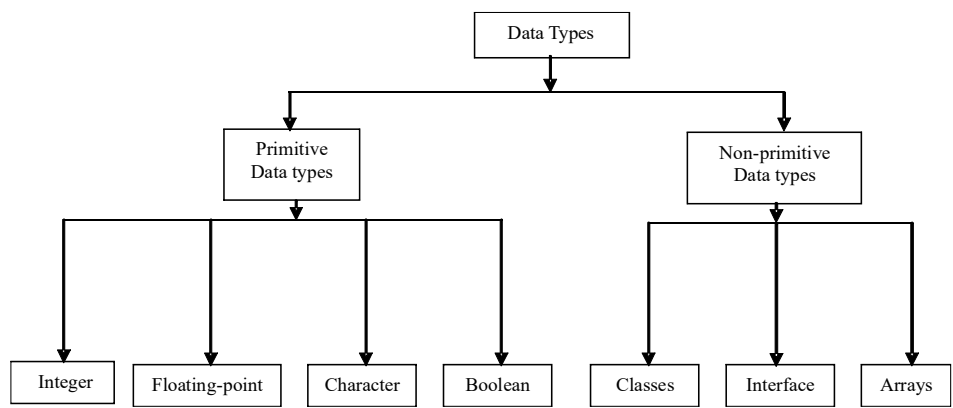 Data Types
Primitive
Data types
Non-primitive
Data types
Integer
Floating-point
Character
Boolean
Classes
Interface
Arrays